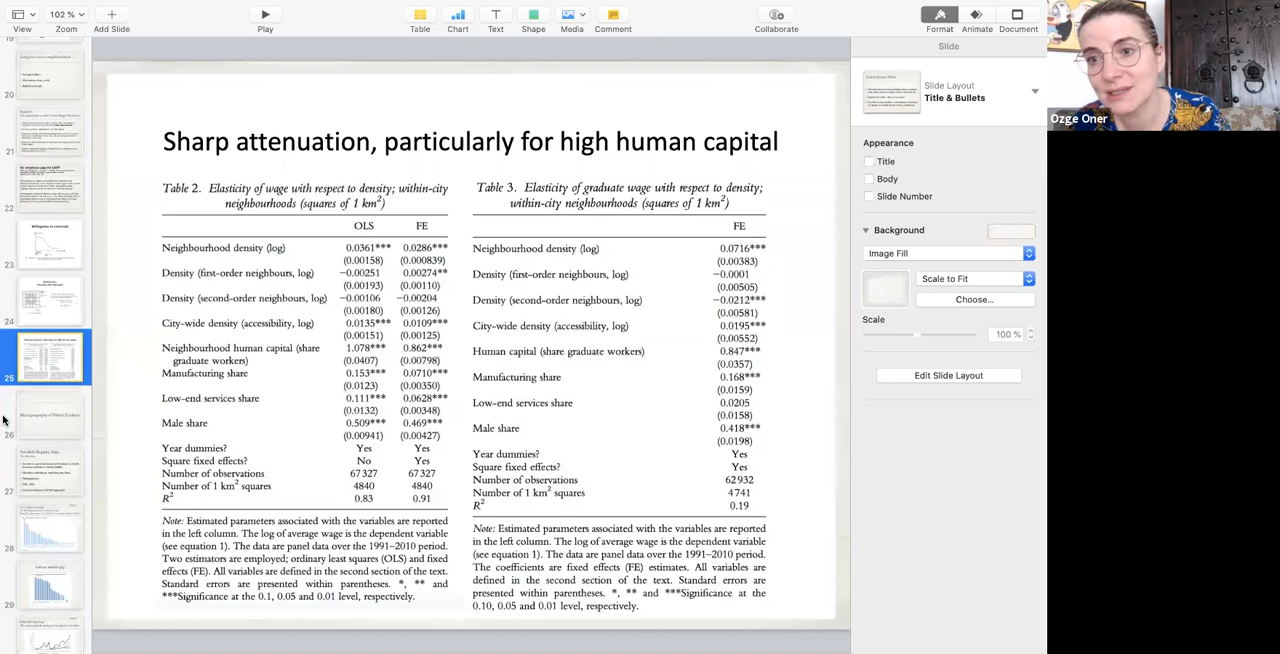 102 %
View
Zoom
Add Slide
Play
Table
Chart
Text
Shape
Media
Comment
Collaborate
Format
Animate
Document
Slide
19
20
21
22
23
24
25
26
27
28
29
Sharp attenuation, particularly for high human capital
Table 2. Elasticity of wage with respect to density; within-city
neighbourhoods (squares of 1 km²)
OLS FE
Neighbourhood density (log) 0.0361*** 0.0286***
(0.00158) (0.000839)
Density (first-order neighbours, log) −0.00251 0.00274**
(0.00193) (0.00110)
Density (second-order neighbours, log) −0.00106 −0.00204
(0.00180) (0.00126)
City-wide density (accessibility, log) 0.0135*** 0.0109***
(0.00151) (0.00125)
Neighbourhood human capital (share 1.078*** 0.862***
graduate workers) (0.0407) (0.00798)
Manufacturing share 0.153*** 0.0710***
(0.0123) (0.00350)
Low-end services share 0.111*** 0.0628***
(0.0132) (0.00348)
Male share 0.509*** 0.469***
(0.00941) (0.00427)
Year dummies? Yes Yes
Square fixed effects? No Yes
Number of observations 67 327 67 327
Number of 1 km² squares 4840 4840
R² 0.83 0.91
Note: Estimated parameters associated with the variables are reported
in the left column. The log of average wage is the dependent variable
(see equation 1). The data are panel data over the 1991–2010 period.
Two estimators are employed; ordinary least squares (OLS) and fixed
effects (FE). All variables are defined in the second section of the text.
Standard errors are presented within parentheses. *, ** and
***Significance at the 0.1, 0.05 and 0.01 level, respectively.
Table 3. Elasticity of graduate wage with respect to density;
within-city neighbourhoods (squares of 1 km²)
FE
Neighbourhood density (log) 0.0716***
(0.00383)
Density (first-order neighbours, log) −0.0001
(0.00505)
Density (second-order neighbours, log) −0.0212***
(0.00581)
City-wide density (accessibility, log) 0.0195***
(0.00552)
Human capital (share graduate workers) 0.847***
(0.0357)
Manufacturing share 0.168***
(0.0159)
Low-end services share 0.0205
(0.0158)
Male share 0.418***
(0.0198)
Year dummies? Yes
Square fixed effects? Yes
Number of observations 62 932
Number of 1 km² squares 4 741
R² 0.19
Note: Estimated parameters associated with the variables are reported
in the left column. The log of average wage is the dependent variable
(see equation 1). The data are panel data over the 1991–2010 period.
The coefficients are fixed effects (FE) estimates. All variables are
defined in the second section of the text. Standard errors are
presented within parentheses. *, ** and ***Significance at the
0.10, 0.05 and 0.01 level, respectively.
Slide Layout
Title & Bullets
Appearance
Title
Body
Slide Number
Background
Image Fill
Scale to Fit
Choose...
Scale
100 %
Edit Slide Layout
Ozge Oner